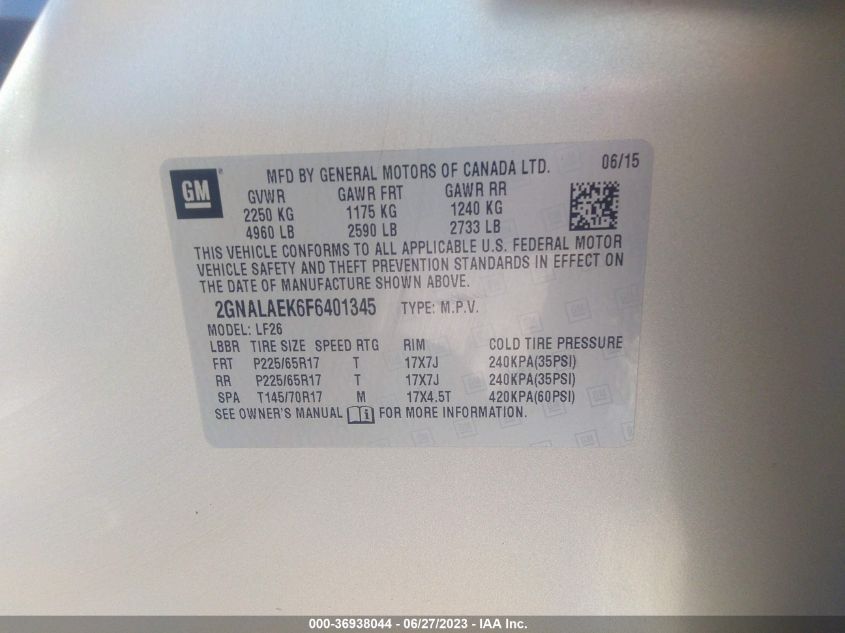 GM
MFD BY GENERAL MOTORS OF CANADA LTD. 06/15
GVWR GAWR FRT GAWR RR
2250 KG 1175 KG 1240 KG
4960 LB 2590 LB 2733 LB
THIS VEHICLE CONFORMS TO ALL APPLICABLE U.S. FEDERAL MOTOR
VEHICLE SAFETY AND THEFT PREVENTION STANDARDS IN EFFECT ON
THE DATE OF MANUFACTURE SHOWN ABOVE.
2GNALAEK6F6401345 TYPE: M.P.V.
MODEL: LF26
LBBR TIRE SIZE SPEED RTG RIM COLD TIRE PRESSURE
FRT P225/65R17 T 17X7J 240KPA(35PSI)
RR P225/65R17 T 17X7J 240KPA(35PSI)
SPA T145/70R17 M 17X4.5T 420KPA(60PSI)
SEE OWNER'S MANUAL FOR MORE INFORMATION.
000-36938044 - 06/27/2023 - IAA Inc.